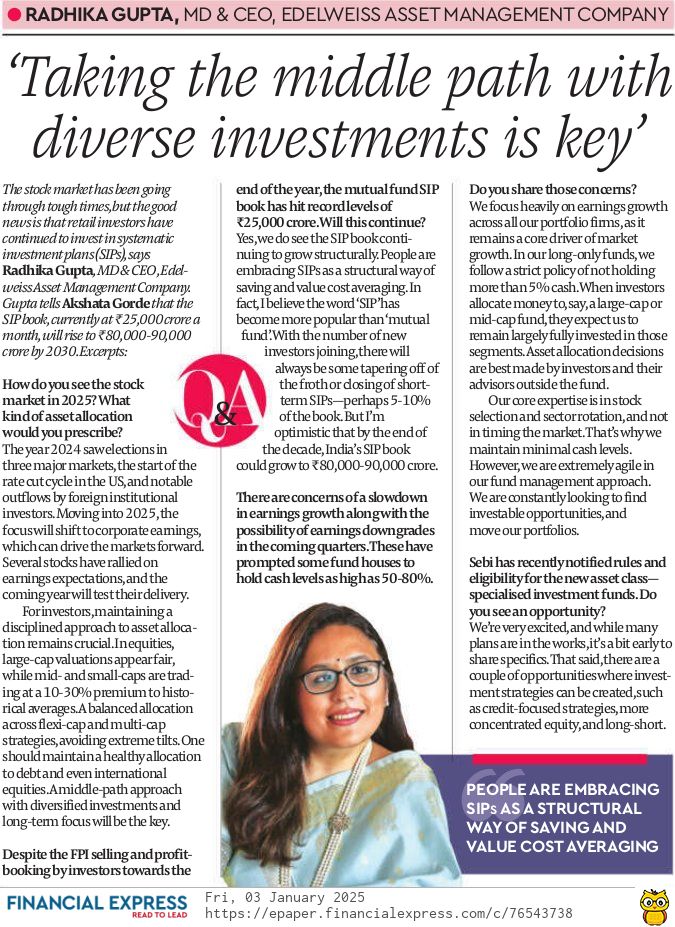 RADHIKA GUPTA, MD & CEO, EDELWEISS ASSET MANAGEMENT COMPANY
‘Taking the middle path with
diverse investments is key’
The stock market has been going
through tough times, but the good
news is that retail investors have
continued to invest in systematic
investment plans (SIPs), says
Radhika Gupta, MD & CEO, Edel-
weiss Asset Management Company.
Gupta tells Akshata Gorde that the
SIP book, currently at ₹25,000 crore a
month, will rise to ₹80,000-90,000
crore by 2030. Excerpts:
How do you see the stock
market in 2025? What
kind of asset allocation
would you prescribe?
The year 2024 saw elections in
three major markets, the start of the
rate cut cycle in the US, and notable
outflows by foreign institutional
investors. Moving into 2025, the
focus will shift to corporate earnings,
which can drive the markets forward.
Several stocks have rallied on
earnings expectations, and the
coming year will test their delivery.
For investors, maintaining a
disciplined approach to asset alloca-
tion remains crucial. In equities,
large-cap valuations appear fair,
while mid- and small-caps are trad-
ing at a 10-30% premium to histo-
rical averages. A balanced allocation
across flexi-cap and multi-cap
strategies, avoiding extreme tilts. One
should maintain a healthy allocation
to debt and even international
equities. A middle-path approach
with diversified investments and
long-term focus will be the key.
Despite the FPI selling and profit-
booking by investors towards the
end of the year, the mutual fund SIP
book has hit record levels of
₹25,000 crore. Will this continue?
Yes, we do see the SIP book conti-
nuing to grow structurally. People are
embracing SIPs as a structural way of
saving and value cost averaging. In
fact, I believe the word ‘SIP’ has
become more popular than ‘mutual
fund’. With the number of new
investors joining, there will
always be some tapering off of
the froth or closing of short-
term SIPs—perhaps 5-10%
of the book. But I’m
optimistic that by the end of
the decade, India’s SIP book
could grow to ₹80,000-90,000 crore.
Q&A
There are concerns of a slowdown
in earnings growth along with the
possibility of earnings downgrades
in the coming quarters. These have
prompted some fund houses to
hold cash levels as high as 50-80%.
Do you share those concerns?
We focus heavily on earnings growth
across all our portfolio firms, as it
remains a core driver of market
growth. In our long-only funds, we
follow a strict policy of not holding
more than 5% cash. When investors
allocate money to, say, a large-cap or
mid-cap fund, they expect us to
remain largely fully invested in those
segments. Asset allocation decisions
are best made by investors and their
advisors outside the fund.
Our core expertise is in stock
selection and sector rotation, and not
in timing the market. That’s why we
maintain minimal cash levels.
However, we are extremely agile in
our fund management approach.
We are constantly looking to find
investable opportunities, and
move our portfolios.
Sebi has recently notified rules and
eligibility for the new asset class—
specialised investment funds. Do
you see an opportunity?
We’re very excited, and while many
plans are in the works, it’s a bit early to
share specifics. That said, there are a
couple of opportunities where invest-
ment strategies can be created, such
as credit-focused strategies, more
concentrated equity, and long-short.
PEOPLE ARE EMBRACING
SIPs AS A STRUCTURAL
WAY OF SAVING AND
VALUE COST AVERAGING
FINANCIAL EXPRESS
READ TO LEAD
Fri, 03 January 2025
https://epaper.financialexpress.com/c/76543738